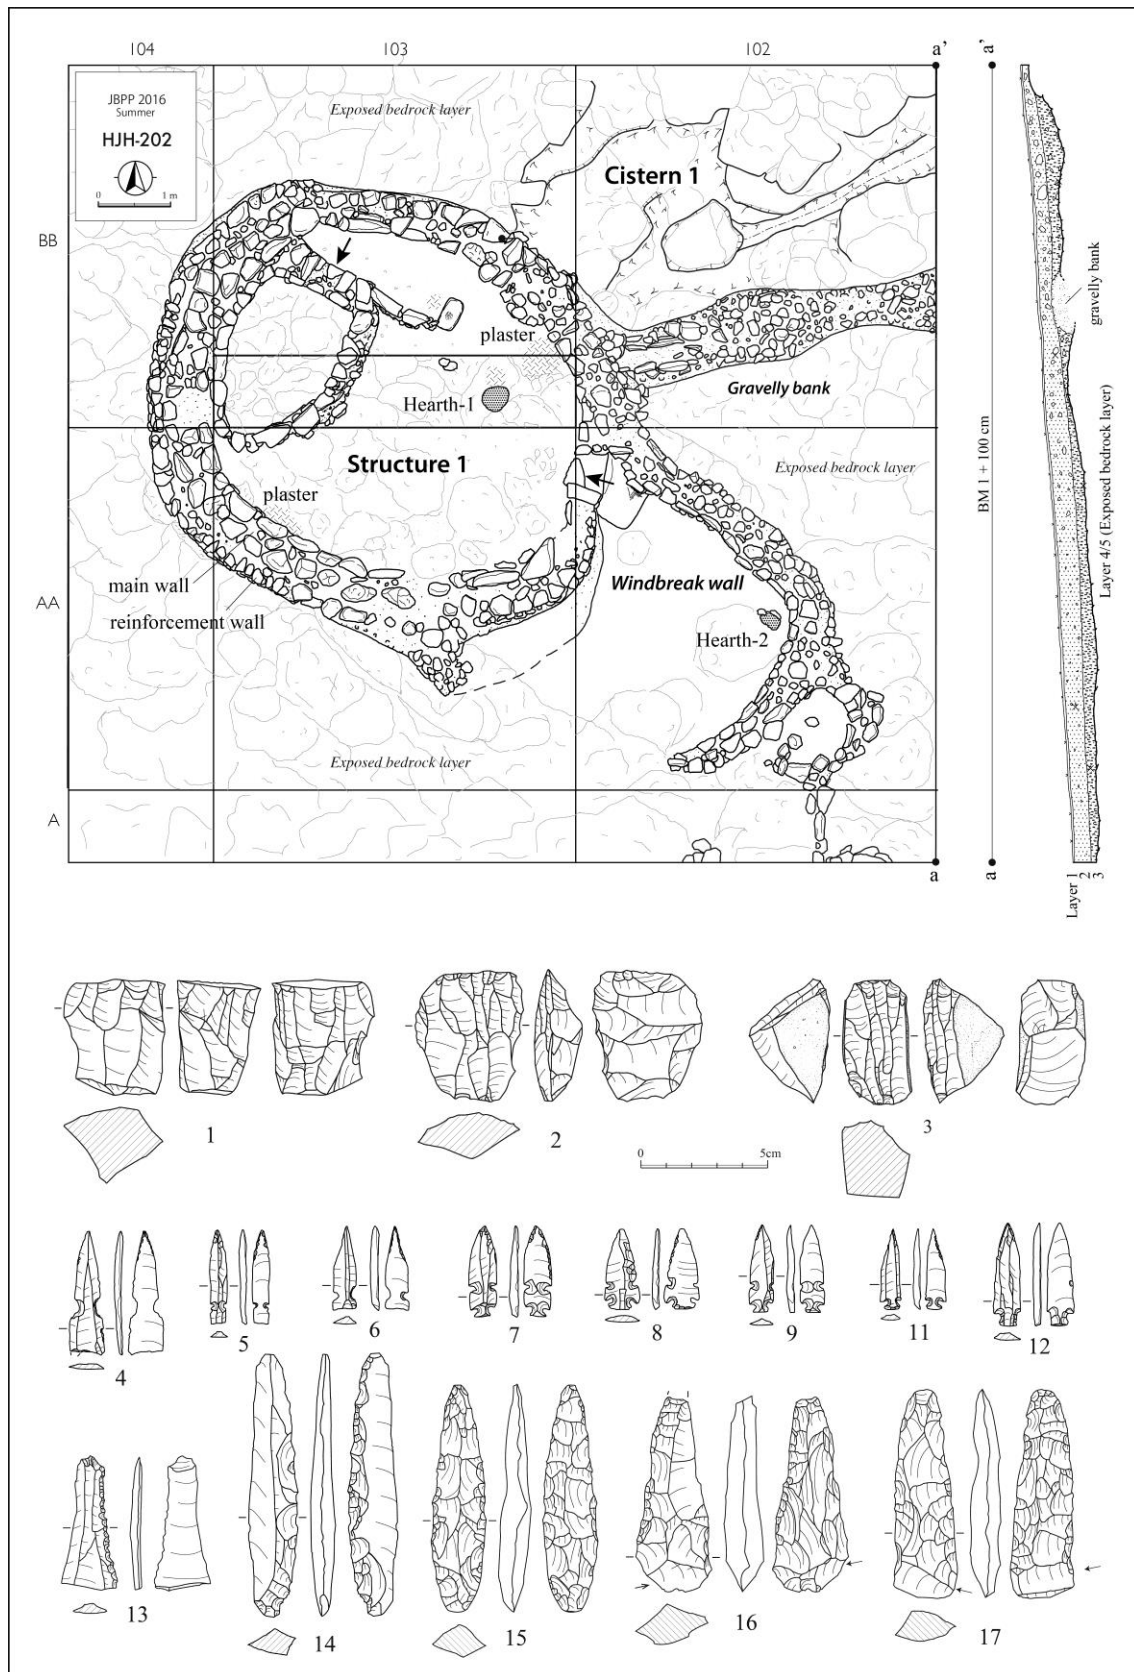 104 103 102 a' a'
JBPP 2016
Summer
HJH-202
0 1 m
Exposed bedrock layer
Cistern 1
BB
gravelly bank
plaster
Hearth-1
Gravelly bank
Structure 1
Exposed bedrock layer
plaster
BM 1 + 100 cm
Layer 4/5 (Exposed bedrock layer)
main wall
Windbreak wall
AA
reinforcement wall
Hearth-2
Exposed bedrock layer
A
a a
Layer 1
2
3
1 2 3
0 5cm
4 5 6 7 8 9 11 12
13 14 15 16 17